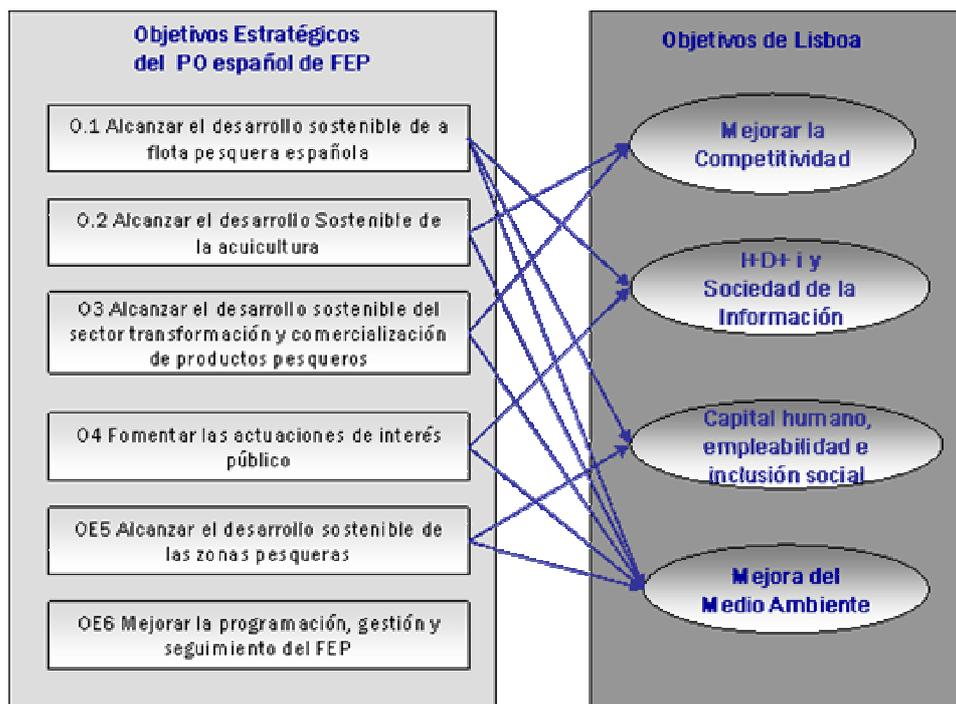 Objetivos Estratégicos
del PO español de FEP
O.1 Alcanzar el desarrollo sostenible de a
flota pesquera española
O.2 Alcanzar el desarrollo Sostenible de
la acuicultura
O3 Alcanzar el desarrollo sostenible del
sector transformación y comercialización
de productos pesqueros
O4 Fomentar las actuaciones de interés
público
OE5 Alcanzar el desarrollo sostenible de
las zonas pesqueras
OE6 Mejorar la programación, gestión y
seguimiento del FEP
Objetivos de Lisboa
Mejorar la
Competitividad
I+D+ i y
Sociedad de la
Información
Capital humano,
empleabilidad e
inclusión social
Mejora del
Medio Ambiente